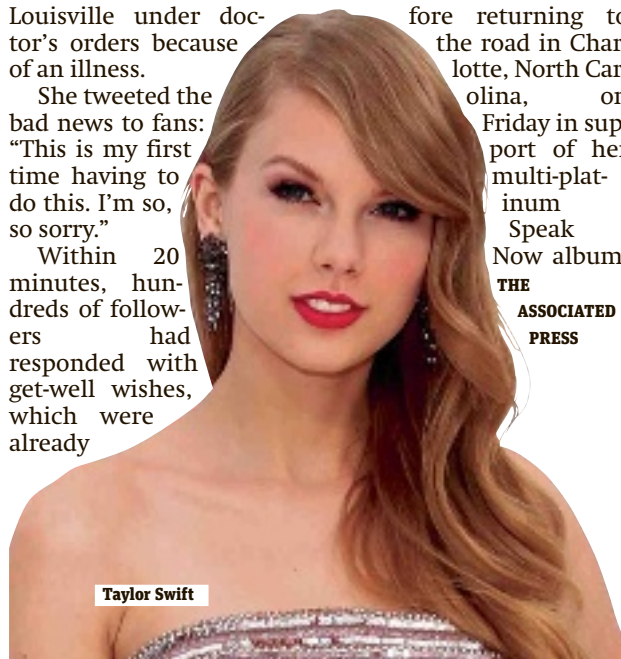 Louisville under doc-
tor's orders because
of an illness.
She tweeted the
bad news to fans:
“This is my first
time having to
do this. I'm so,
so sorry.”
Within 20
minutes, hun-
dreds of follow-
ers had
responded with
get-well wishes,
which were
already
fore returning to
the road in Char
lotte, North Car
olina, on
Friday in sup
port of her
multi-plat-
inum
Speak
Now album
THE
ASSOCIATED
PRESS
Taylor Swift